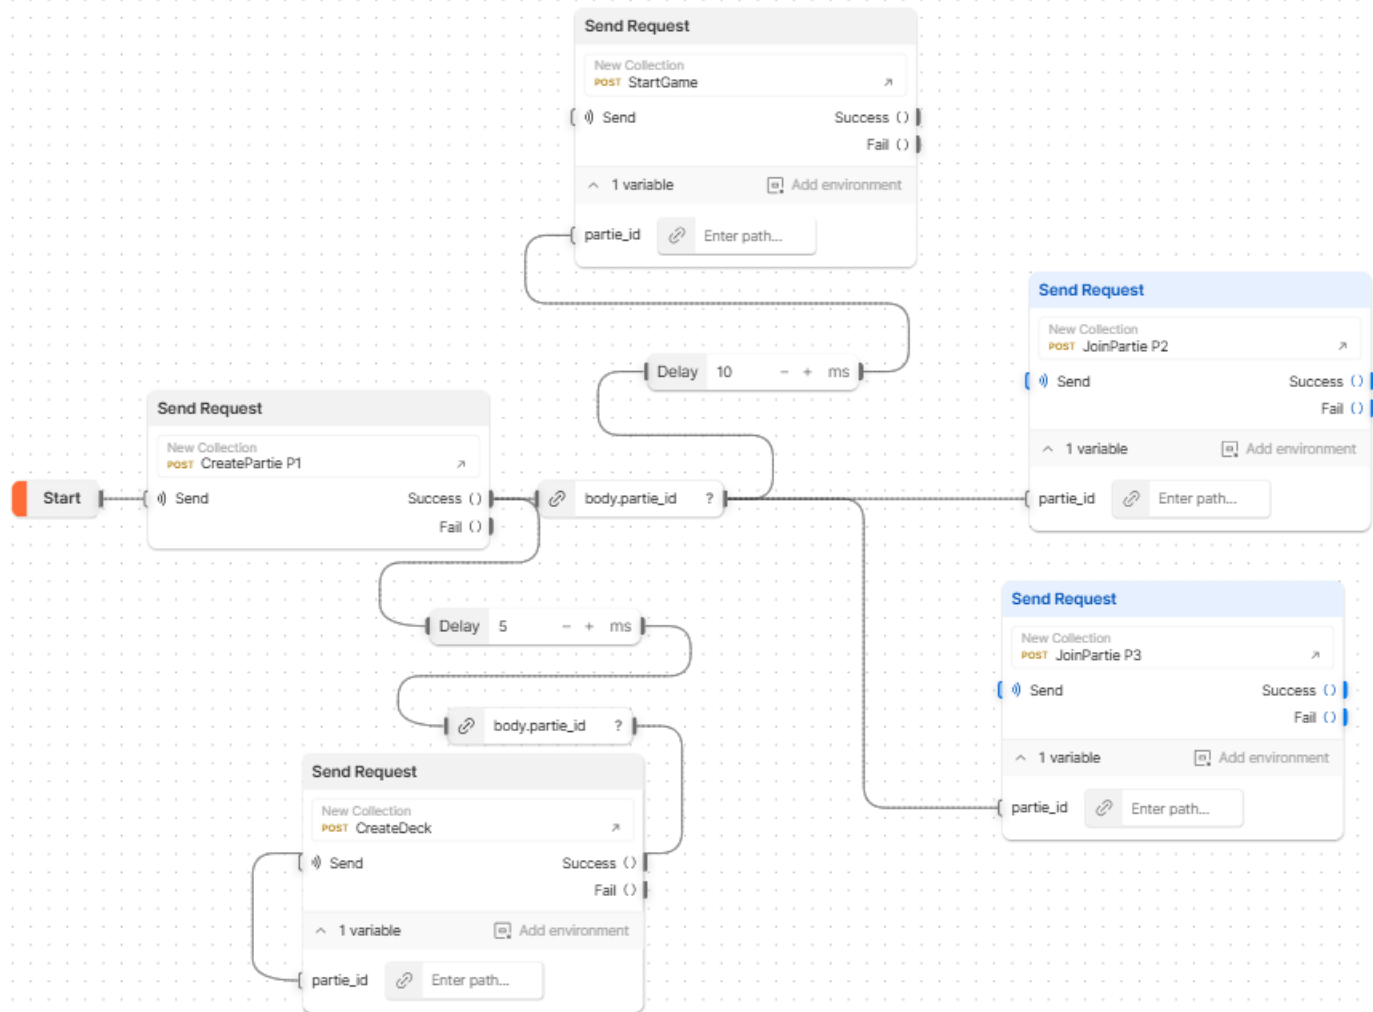 Send Request
New Collection
POST StartGame
Send Success
Fail
1 variable Add environment
partie_id Enter path...
Send Request
New Collection
POST JoinPartie P2
Send Success
Fail
1 variable Add environment
partie_id Enter path...
Delay 10 - + ms
Send Request
New Collection
POST CreatePartie P1
Start
Send Success
Fail
body.partie_id ?
Delay 5 - + ms
Send Request
New Collection
POST JoinPartie P3
Send Success
Fail
1 variable Add environment
partie_id Enter path...
body.partie_id ?
Send Request
New Collection
POST CreateDeck
Send Success
Fail
1 variable Add environment
partie_id Enter path...